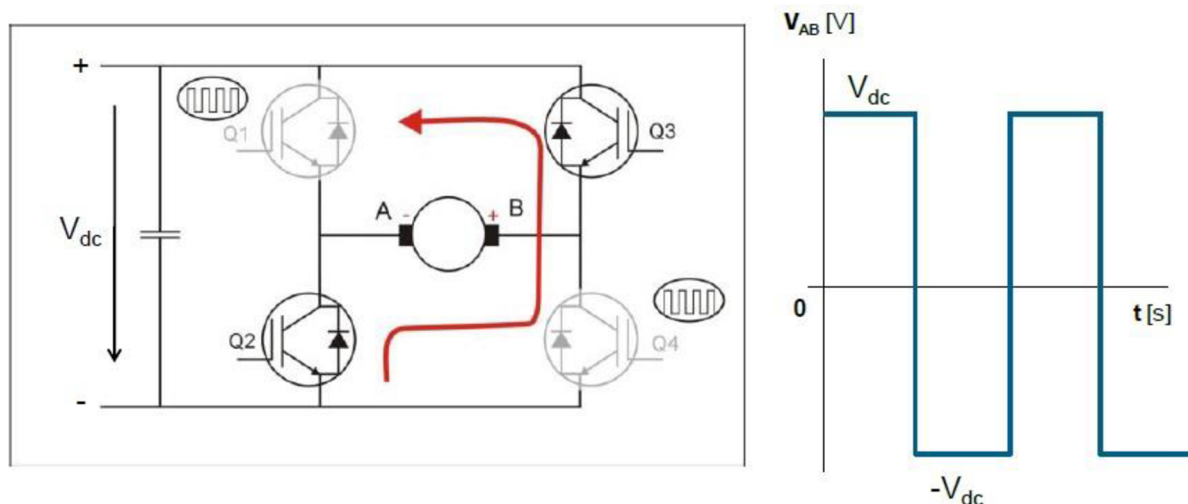 +
Q1
Q3
A - + B
V_dc
Q2
Q4
-
V_AB [V]
V_dc
0
t [s]
-V_dc